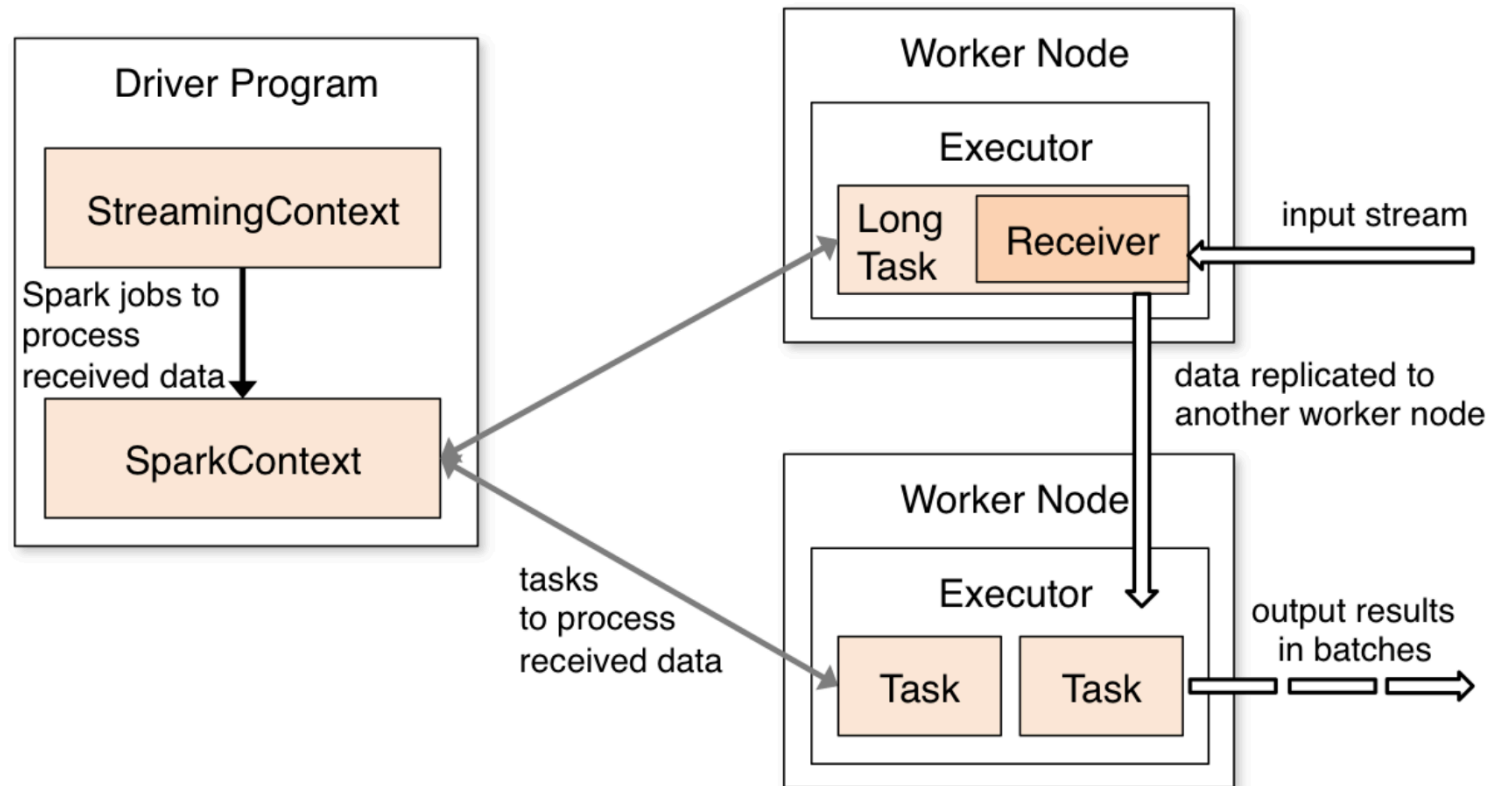 Driver Program
StreamingContext
Spark jobs to
process
received data
SparkContext
tasks
to process
received data
Worker Node
Executor
Long
Task
Receiver
input stream
data replicated to
another worker node
Worker Node
Executor
Task
Task
output results
in batches